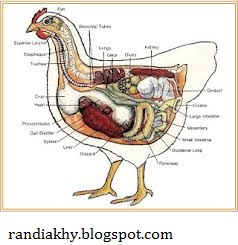 Eye
Bronchial Tubes
Superior Larynx
Lungs
Kidney
Esophagus
Ceca
Ovary
Trachea
Oviduct
Crop
Cloaca
Heart
Large Intestine
Proventriculus
Mesentery
Gall Bladder
Small Intestine
Spleen
Liver
Duodenal Loop
Gizzard
Pancreas
randiakhy.blogspot.com